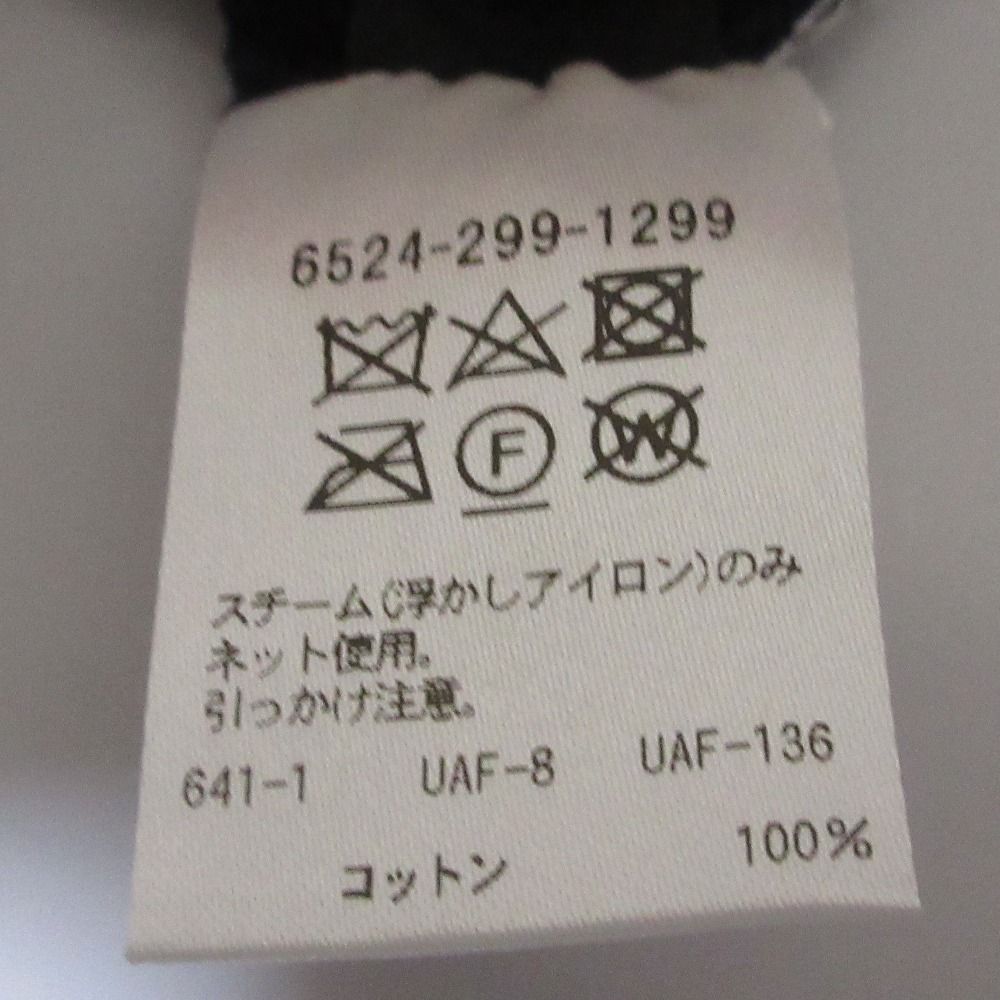 6524-299-1299
F W
スチーム(浮かしアイロン)のみ
ネット使用。
引っかけ注意。
641-1 UAF-8 UAF-136
コットン 100%